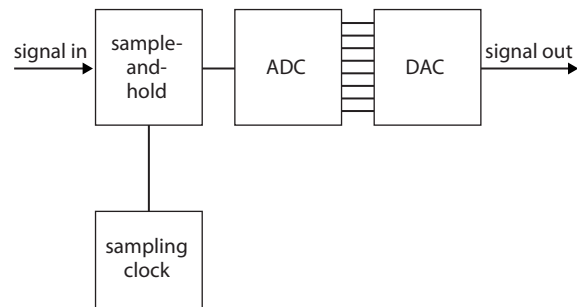 signal in
sample-
and-
hold
ADC
DAC
signal out
sampling
clock